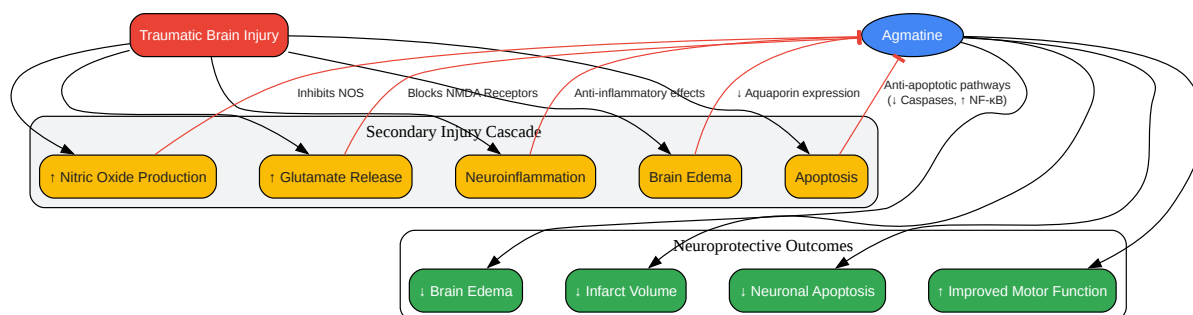 Traumatic Brain Injury
Agmatine
Inhibits NOS
Blocks NMDA Receptors
Anti-inflammatory effects
↓ Aquaporin expression
Anti-apoptotic pathways
(↓ Caspases, ↑ NF-κB)
Secondary Injury Cascade
↑ Nitric Oxide Production
↑ Glutamate Release
Neuroinflammation
Brain Edema
Apoptosis
Neuroprotective Outcomes
↓ Brain Edema
↓ Infarct Volume
↓ Neuronal Apoptosis
↑ Improved Motor Function